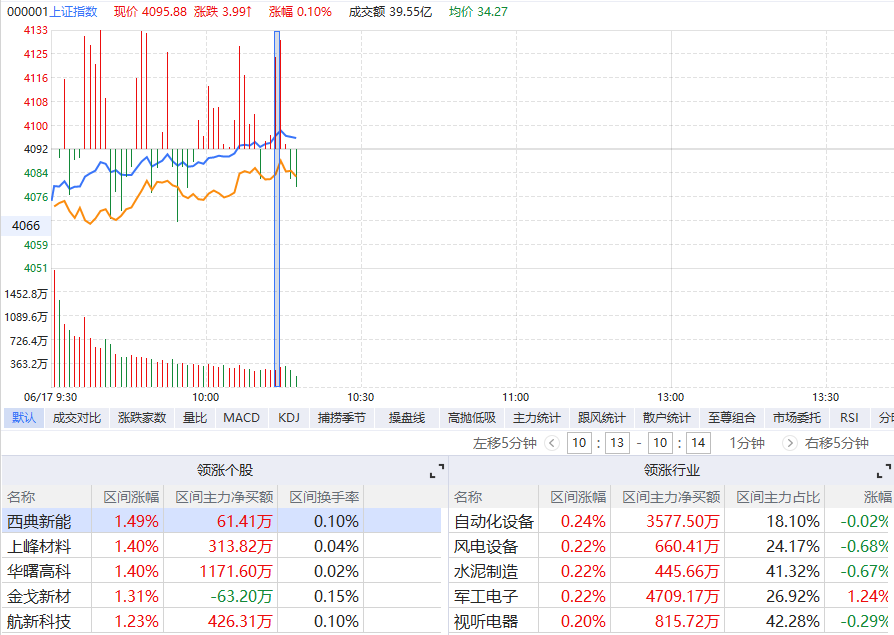 000001上证指数 现价 4095.88 涨跌 3.99↑ 涨幅 0.10% 成交额 39.55亿 均价 34.27
4133
4125
4116
4108
4100
4092
4084
4076
4066
4059
4051
1452.8万
1089.6万
726.4万
363.2万
06/17 9:30 10:00 10:30 11:00 13:00 13:30
默认 成交对比 涨跌家数 量比 MACD KDJ 捕捞季节 操盘线 高抛低吸 主力统计 跟风统计 散户统计 至尊组合 市场委托 RSI 分时
左移5分钟 10 : 13 - 10 : 14 1分钟 右移5分钟
领涨个股 领涨行业
名称 区间涨幅 区间主力净买额 区间换手率 名称 区间涨幅 区间主力净买额 区间主力占比 涨幅
西典新能 1.49% 61.41万 0.10% 自动化设备 0.24% 3577.50万 18.10% -0.02%
上峰材料 1.40% 313.82万 0.04% 风电设备 0.22% 660.41万 24.17% -0.68%
华曙高科 1.40% 1171.60万 0.02% 水泥制造 0.22% 445.66万 41.32% -0.67%
金戈新材 1.31% -63.20万 0.15% 军工电子 0.22% 4709.17万 26.92% 1.24%
航新科技 1.23% 426.31万 0.10% 视听电器 0.20% 815.72万 42.28% -0.29%